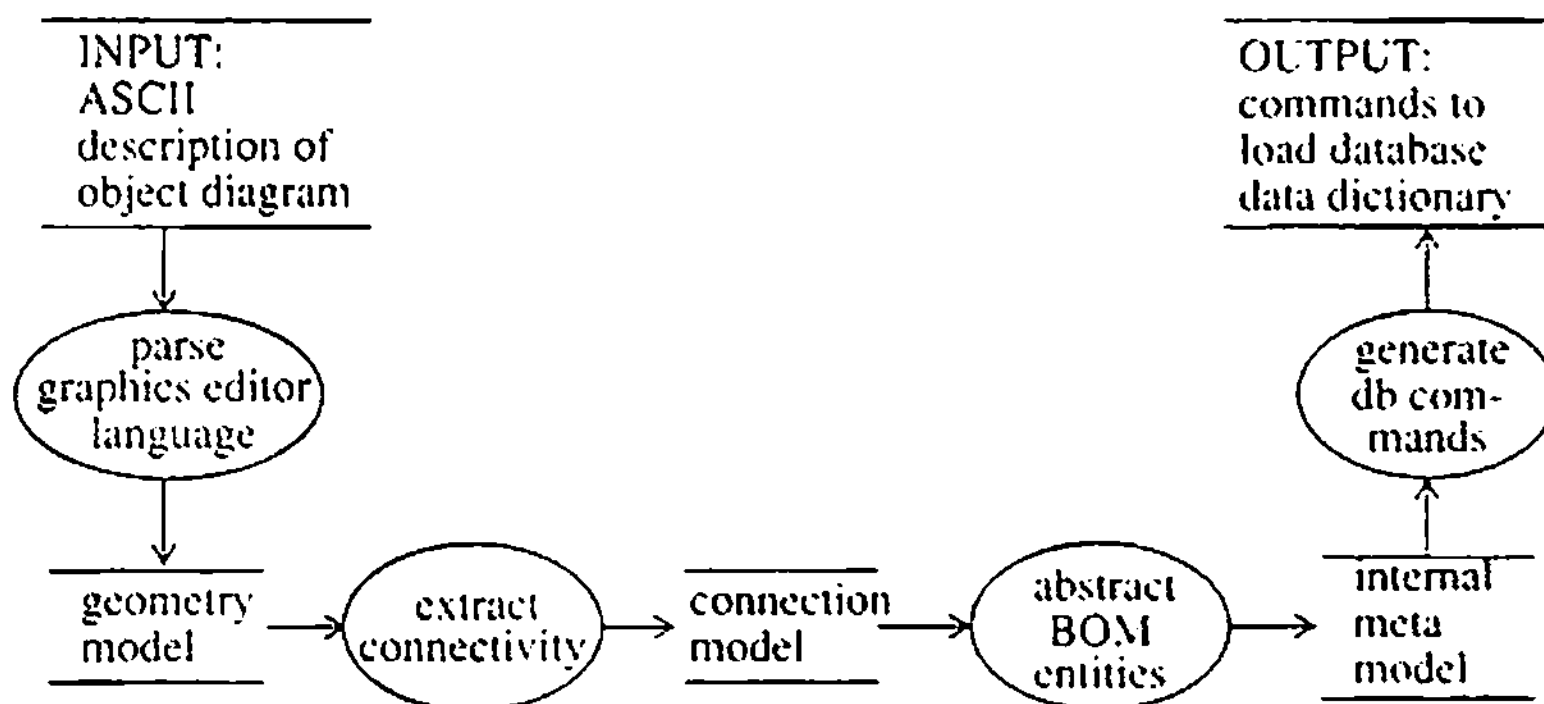 INPUT:
ASCII
description of
object diagram
parse
graphics editor
language
geometry
model
extract
connectivity
connection
model
abstract
BOM
entities
internal
meta
model
generate
db com-
mands
OUTPUT:
commands to
load database
data dictionary